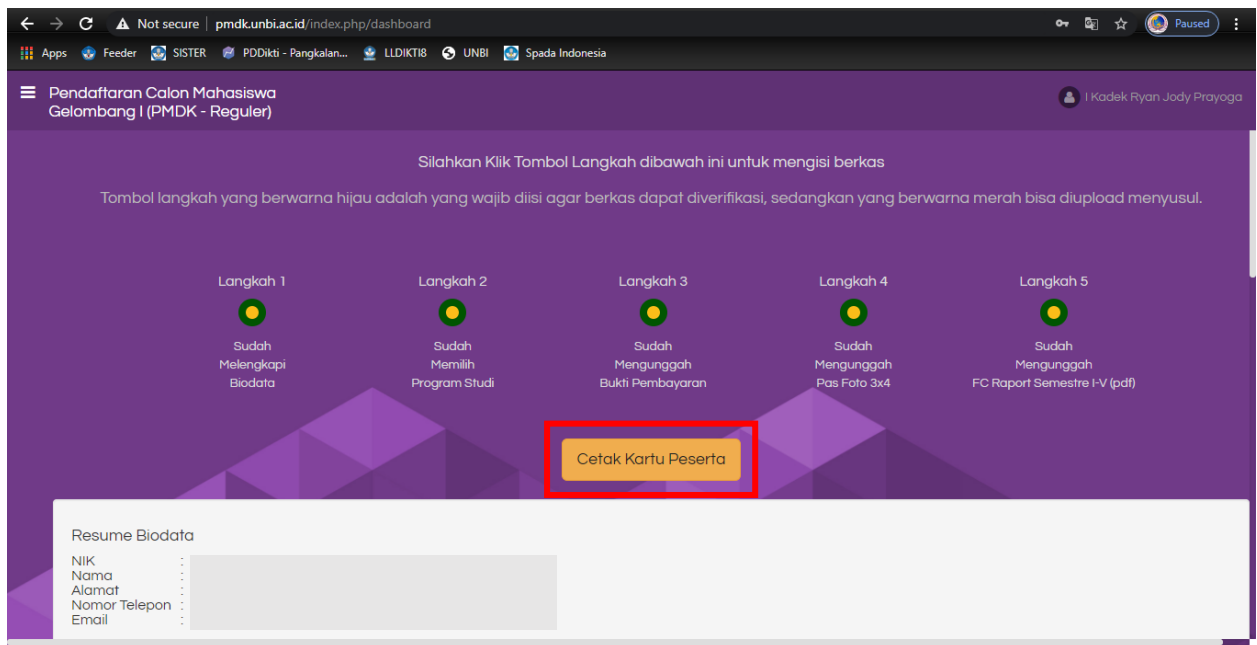 Not secure | pmdk.unbi.ac.id/index.php/dashboard
Paused
Apps Feeder SISTER PDDikti - Pangkalan... LLDIKTI8 UNBI Spada Indonesia
Pendaftaran Calon Mahasiswa
Gelombang I (PMDK - Reguler)
I Kadek Ryan Jody Prayoga
Silahkan Klik Tombol Langkah dibawah ini untuk mengisi berkas
Tombol langkah yang berwarna hijau adalah yang wajib diisi agar berkas dapat diverifikasi, sedangkan yang berwarna merah bisa diupload menyusul.
Langkah 1
Sudah
Melengkapi
Biodata
Langkah 2
Sudah
Memilih
Program Studi
Langkah 3
Sudah
Mengunggah
Bukti Pembayaran
Langkah 4
Sudah
Mengunggah
Pas Foto 3x4
Langkah 5
Sudah
Mengunggah
FC Raport Semestre I-V (pdf)
Cetak Kartu Peserta
Resume Biodata
NIK :
Nama :
Alamat :
Nomor Telepon :
Email :